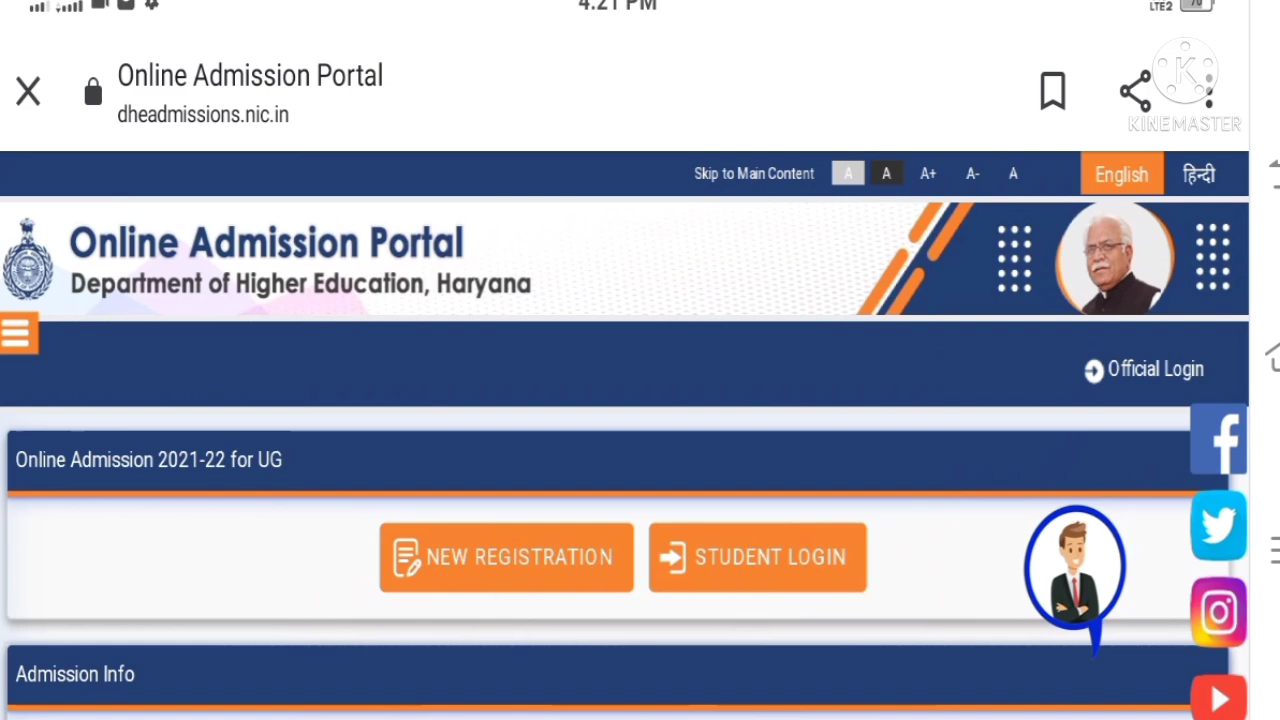 4:21 PM
LTE2
70
Online Admission Portal
dheadmissions.nic.in
K
KINEMASTER
Skip to Main Content A A A+ A- A English हिन्दी
Online Admission Portal
Department of Higher Education, Haryana
Official Login
Online Admission 2021-22 for UG
NEW REGISTRATION STUDENT LOGIN
Admission Info